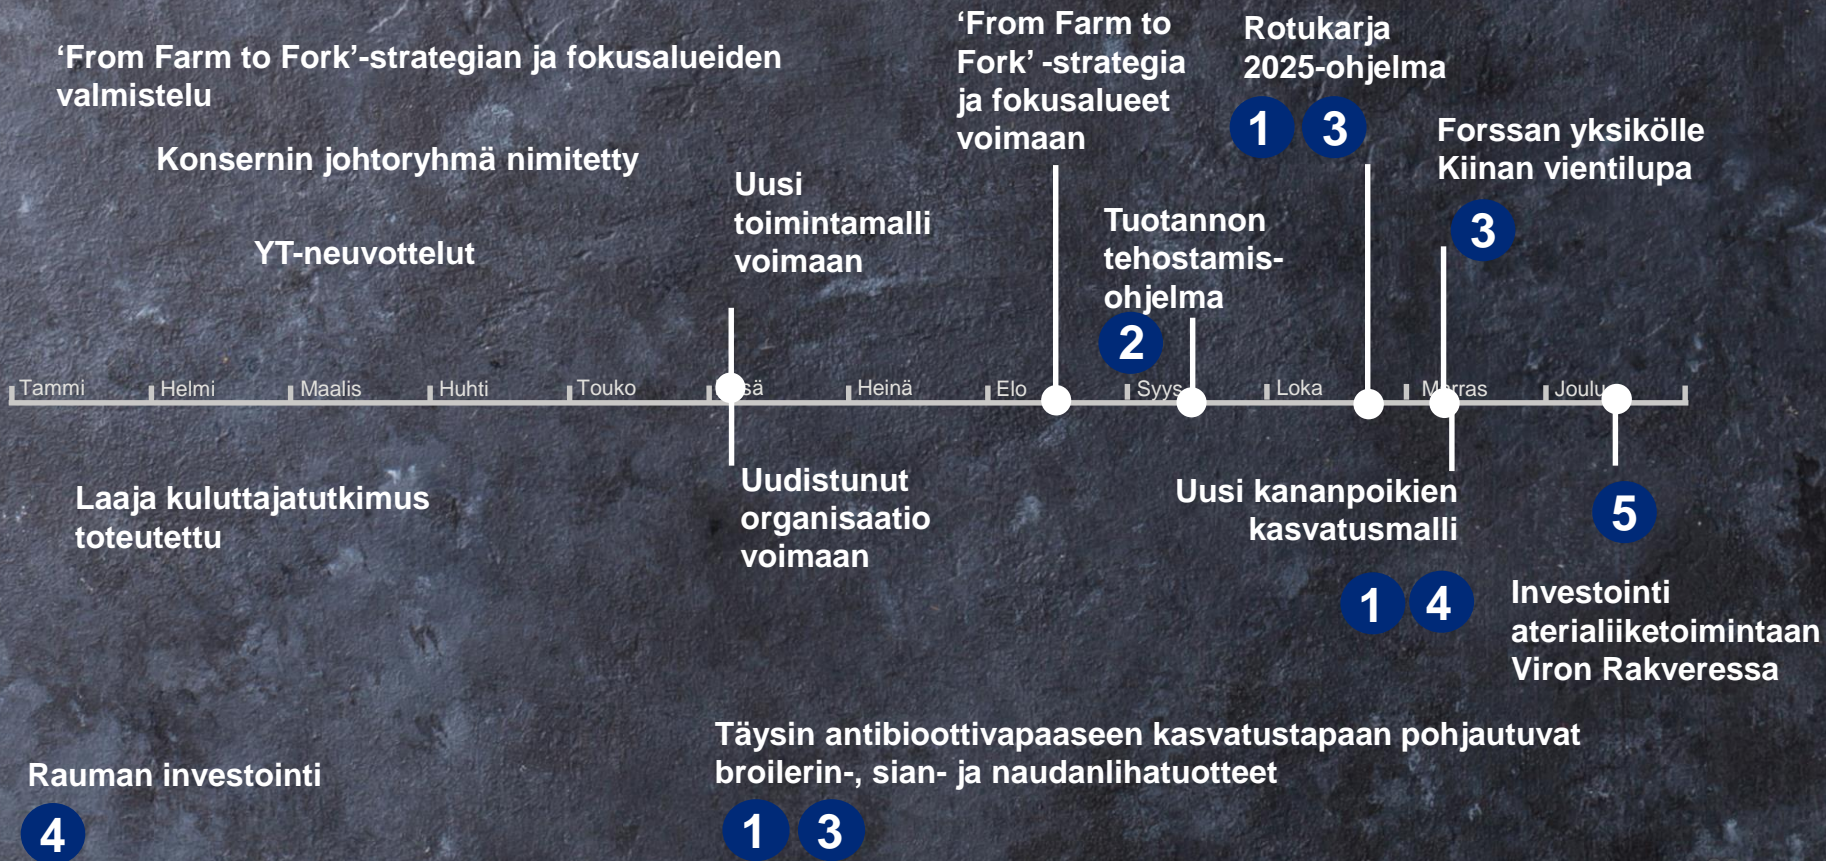 ‘From Farm to Fork’-strategian ja fokusalueiden
valmistelu
Konsernin johtoryhmä nimitetty
YT-neuvottelut
Uusi
toimintamalli
voimaan
‘From Farm to
Fork’ -strategia
ja fokusalueet
voimaan
Tuotannon
tehostamis-
ohjelma
2
Rotukarja
2025-ohjelma
1 3
Forssan yksikölle
Kiinan vientilupa
3
Tammi Helmi Maalis Huhti Touko sä Heinä Elo Syys Loka Marras Joulu
Laaja kuluttajatutkimus
toteutettu
Uudistunut
organisaatio
voimaan
Uusi kananpoikien
kasvatusmalli
1 4
5
Investointi
aterialiiketoimintaan
Viron Rakveressa
Täysin antibioottivapaaseen kasvatustapaan pohjautuvat
broilerin-, sian- ja naudanlihatuotteet
1 3
Rauman investointi
4